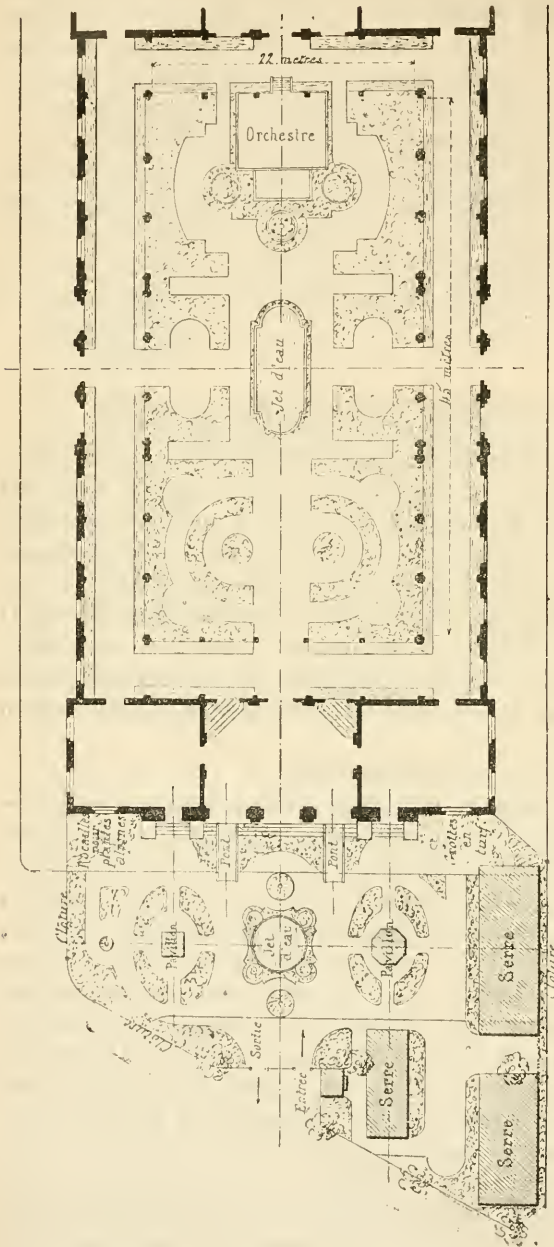 22 mètres
Orchestre
Jet d'eau
45 mètres
Rocailles
pour
plantes
alpines
Pont
Pont
Grottes
en
tuf
Clôture
Pavillon
Jet
d'eau
Pavillon
Serre
Clôture
Sortie
Entrée
Serre
Serre